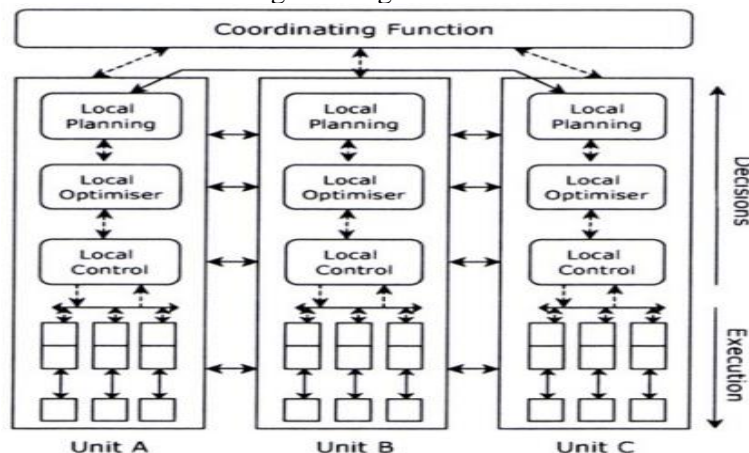 Coordinating Function
Local
Planning
Local
Planning
Local
Planning
Local
Optimiser
Local
Optimiser
Local
Optimiser
Local
Control
Local
Control
Local
Control
Decisions
Execution
Unit A
Unit B
Unit C